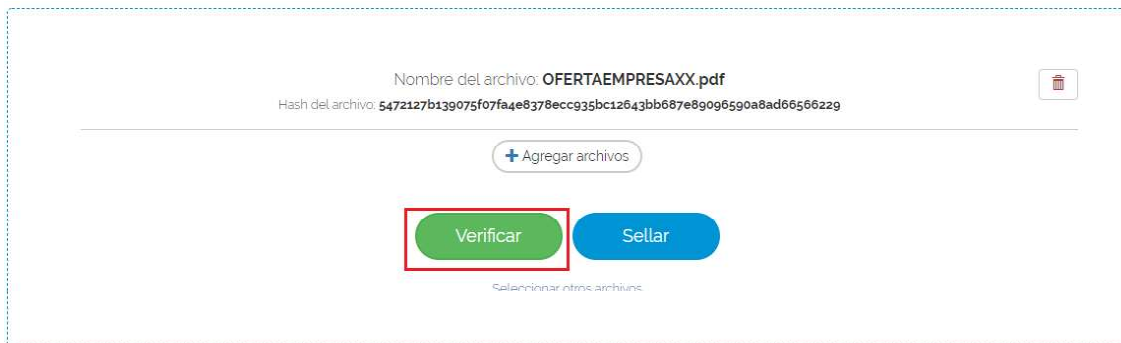 Nombre del archivo: OFERTAEMPRESAXX.pdf
Hash del archivo: 5472127b139075f07fa4e8378ecc935bc12643bb687e89096590a8ad66566229
+ Agregar archivos
Verificar
Sellar
Seleccionar otros archivos